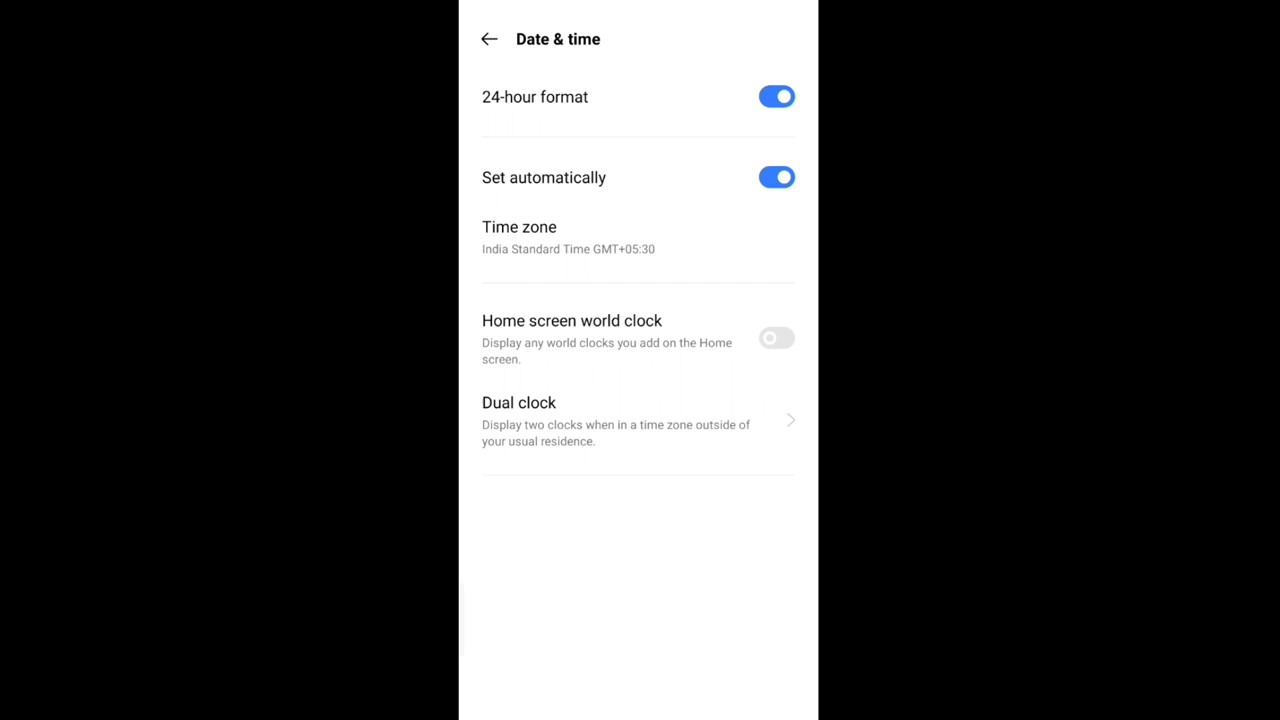 Date & time
24-hour format
Set automatically
Time zone
India Standard Time GMT+05:30
Home screen world clock
Display any world clocks you add on the Home
screen.
Dual clock
Display two clocks when in a time zone outside of
your usual residence.